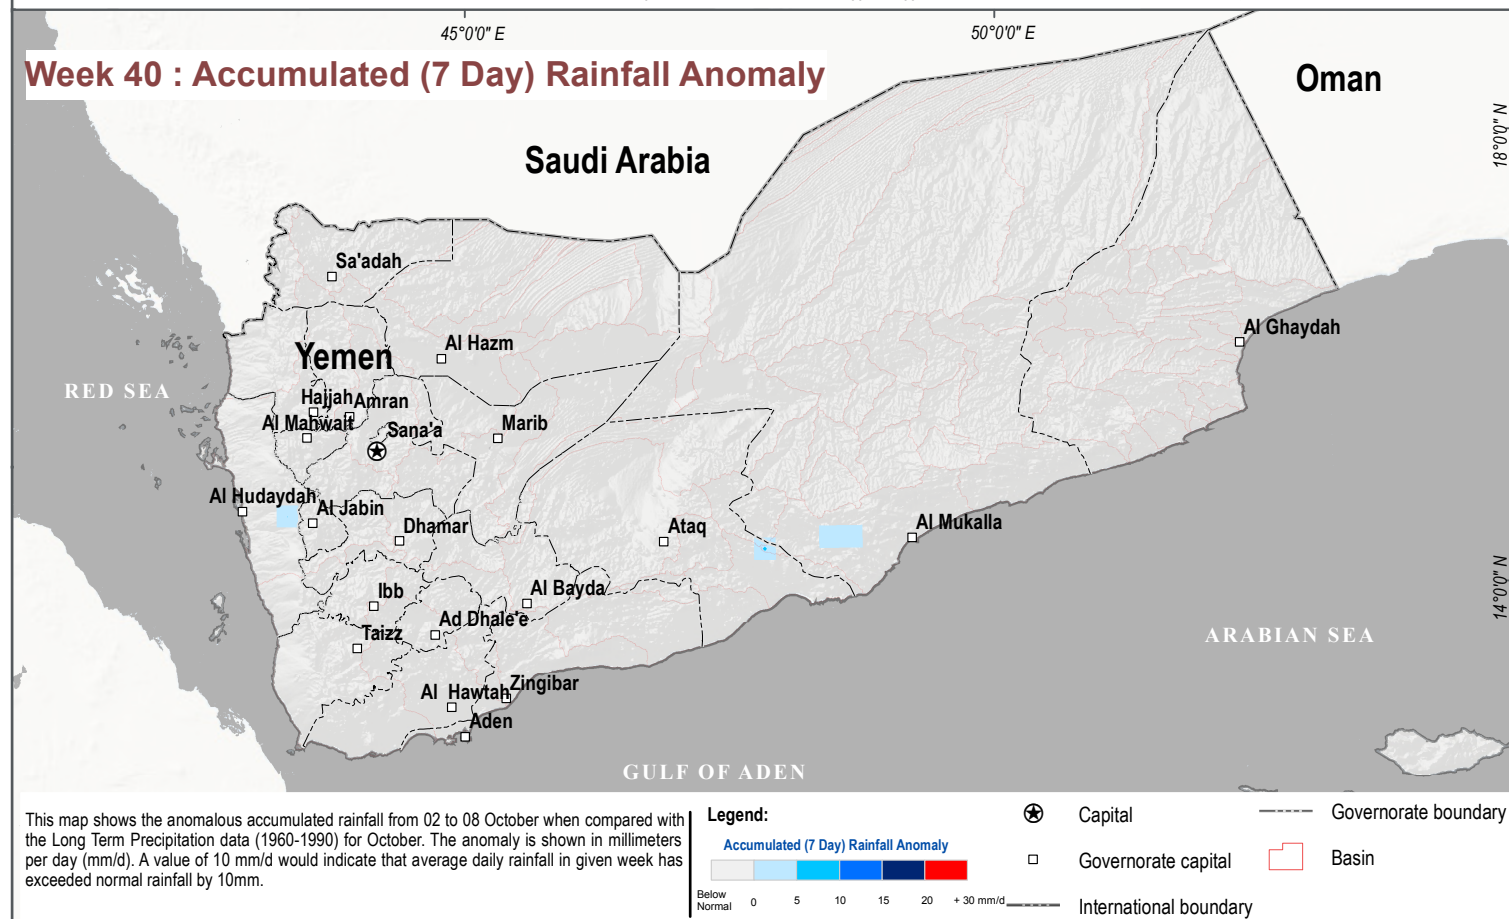 45°0'0" E
50°0'0" E
Week 40 : Accumulated (7 Day) Rainfall Anomaly
Oman
18°0'0" N
Saudi Arabia
Sa'adah
Al Ghaydah
Al Hazm
Yemen
RED SEA
Hajjah
Amran
Al Mahwait
Sana'a
Marib
Al Hudaydah
Al Jabin
Dhamar
Ataq
Al Mukalla
14°0'0" N
Ibb
Al Bayda
Ad Dhale'e
Taizz
ARABIAN SEA
Al Hawtah
Zingibar
Aden
GULF OF ADEN
This map shows the anomalous accumulated rainfall from 02 to 08 October when compared with
the Long Term Precipitation data (1960-1990) for October. The anomaly is shown in millimeters
per day (mm/d). A value of 10 mm/d would indicate that average daily rainfall in given week has
exceeded normal rainfall by 10mm.
Legend:
Accumulated (7 Day) Rainfall Anomaly
Below
Normal
0 5 10 15 20 + 30 mm/d
Capital
Governorate capital
International boundary
Governorate boundary
Basin